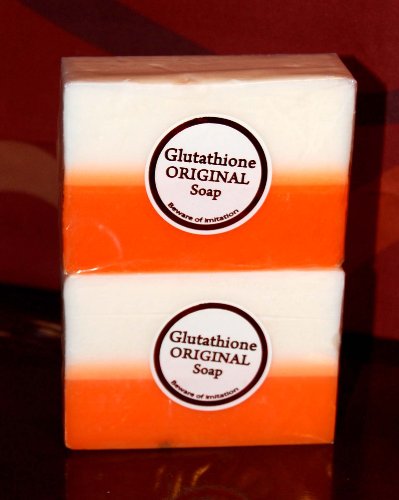 Glutathione
ORIGINAL
Soap
Beware of imitation
Glutathione
ORIGINAL
Soap
Beware of imitation